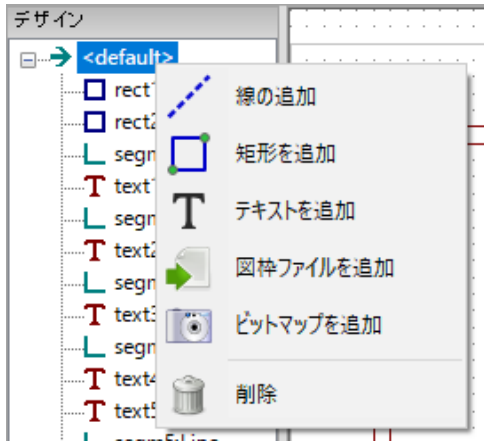 デザイン
<default>
rect1
線の追加
rect2
矩形を追加
segm
text1
テキストを追加
segm
text2
図枠ファイルを追加
segm
text3
ビットマップを追加
segm
text4
削除
text5